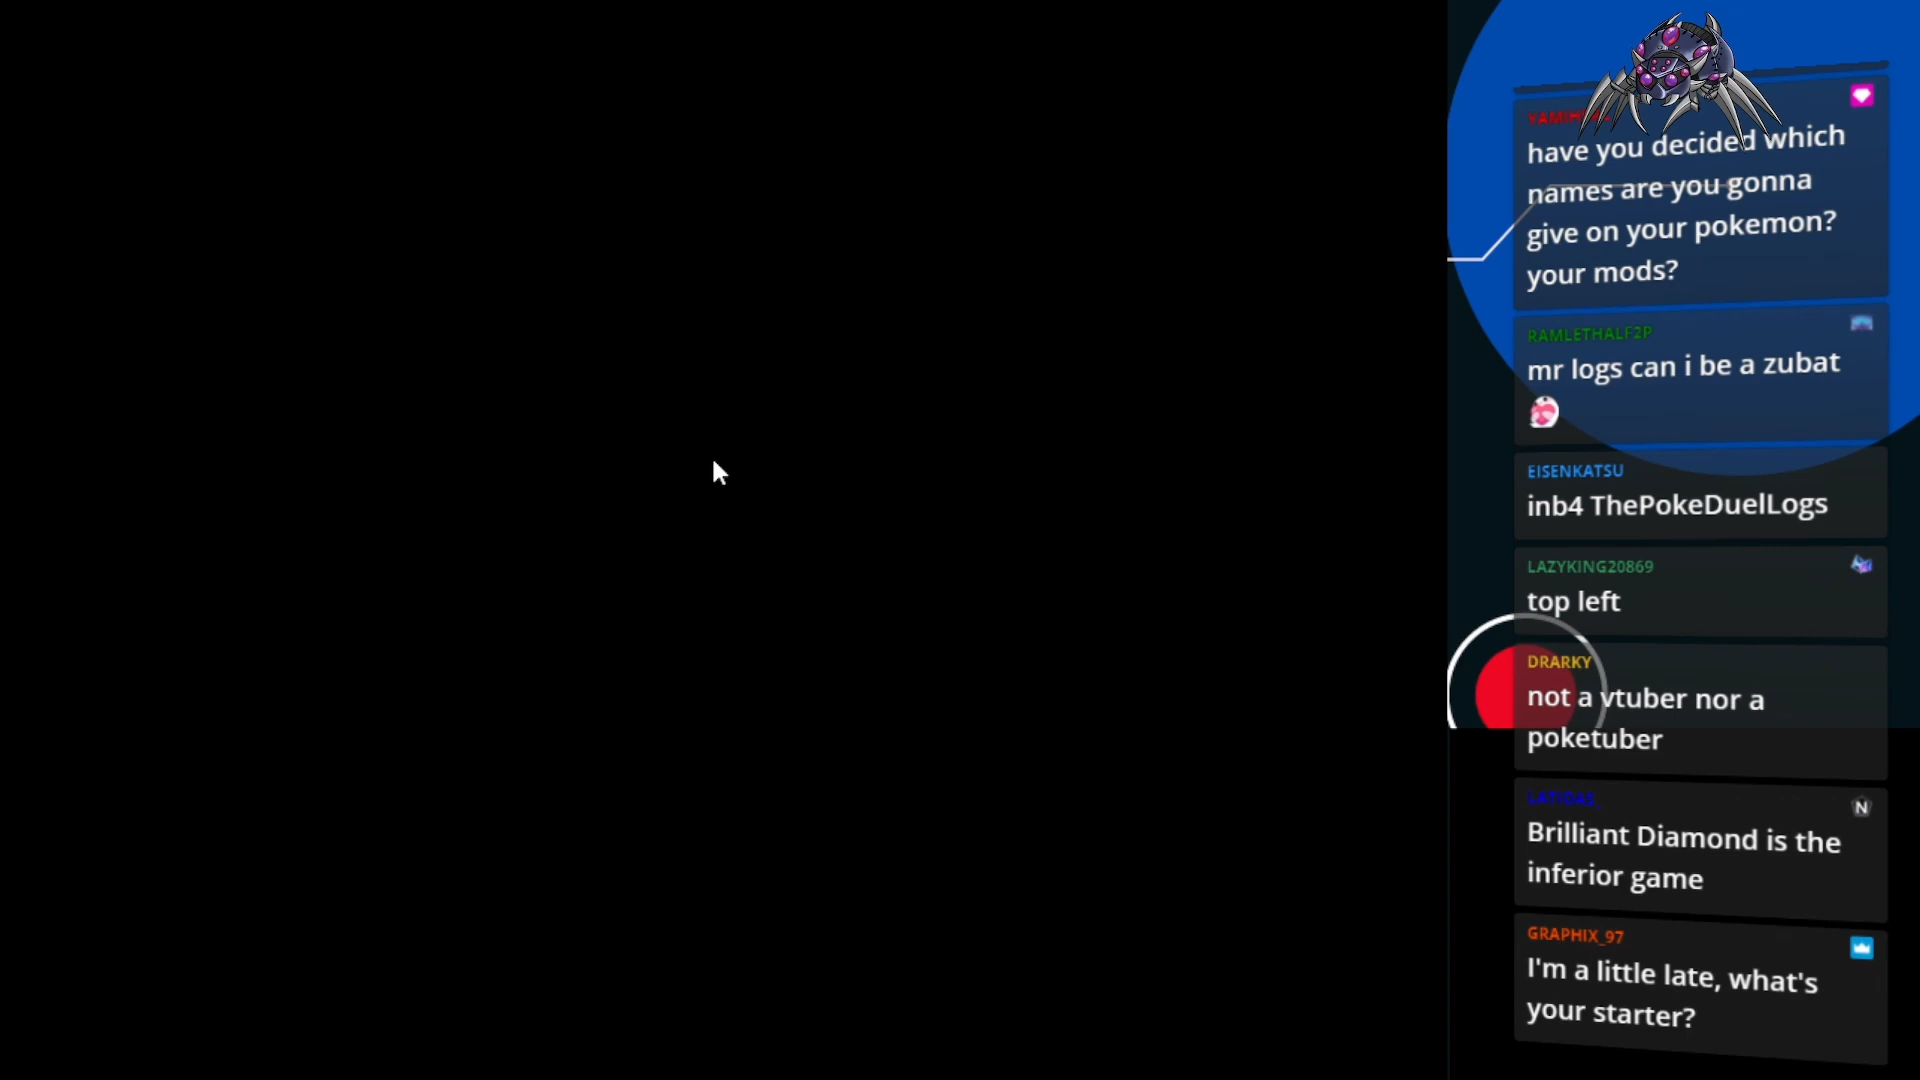 have you decided which
names are you gonna
give on your pokemon?
your mods?
RAMLETHALF2P
mr logs can i be a zubat
EISENKATSU
inb4 ThePokeDuelLogs
LAZYKING20869
top left
DRARKY
not a vtuber nor a
poketuber
LATIDAS_
Brilliant Diamond is the
inferior game
N
GRAPHIX_97
I'm a little late, what's
your starter?